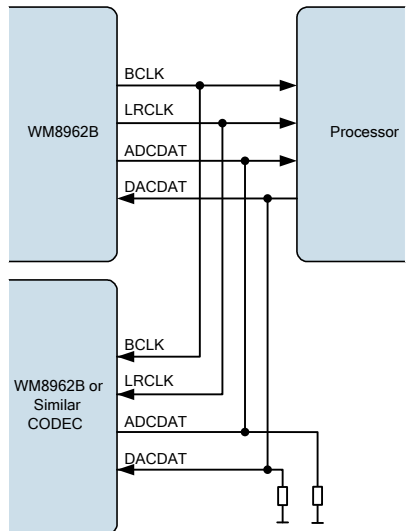 WM8962B
BCLK
LRCLK
ADCDAT
DACDAT
Processor
WM8962B or
Similar
CODEC
BCLK
LRCLK
ADCDAT
DACDAT